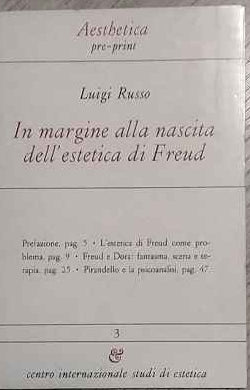 Aesthetica
pre-print
Luigi Russo
In margine alla nascita
dell'estetica di Freud
Prefazione, pag. 5 • L'estetica di Freud come pro-
blema, pag. 9 • Freud e Dora: fantasma, scena e te-
rapia, pag. 25 • Pirandello e la psicoanalisi, pag. 47
3
&
centro internazionale studi di estetica